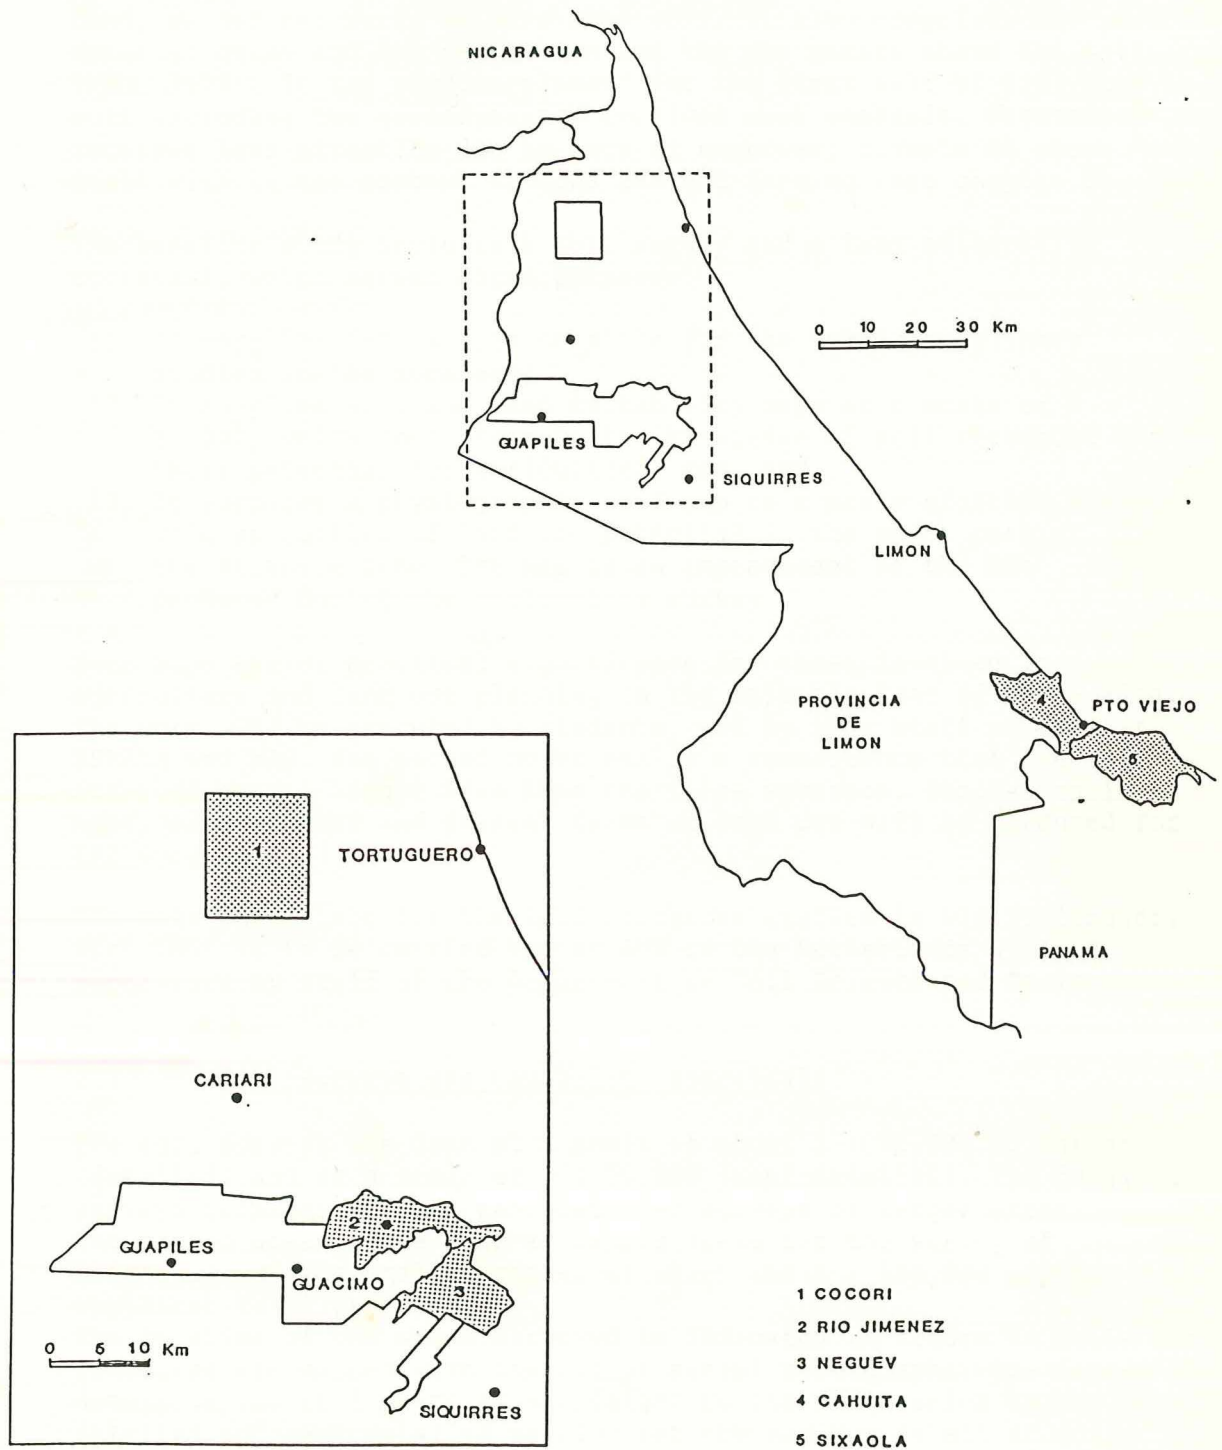 NICARAGUA
0 10 20 30 Km
GUAPILES
SIQUIRRES
LIMON
PROVINCIA
DE
LIMON
4
PTO VIEJO
5
PANAMA
1
TORTUGUERO
CARIARI
2
GUAPILES
GUACIMO
3
0 5 10 Km
SIQUIRRES
1 COCORI
2 RIO JIMENEZ
3 NEGUEV
4 CAHUITA
5 SIXAOLA